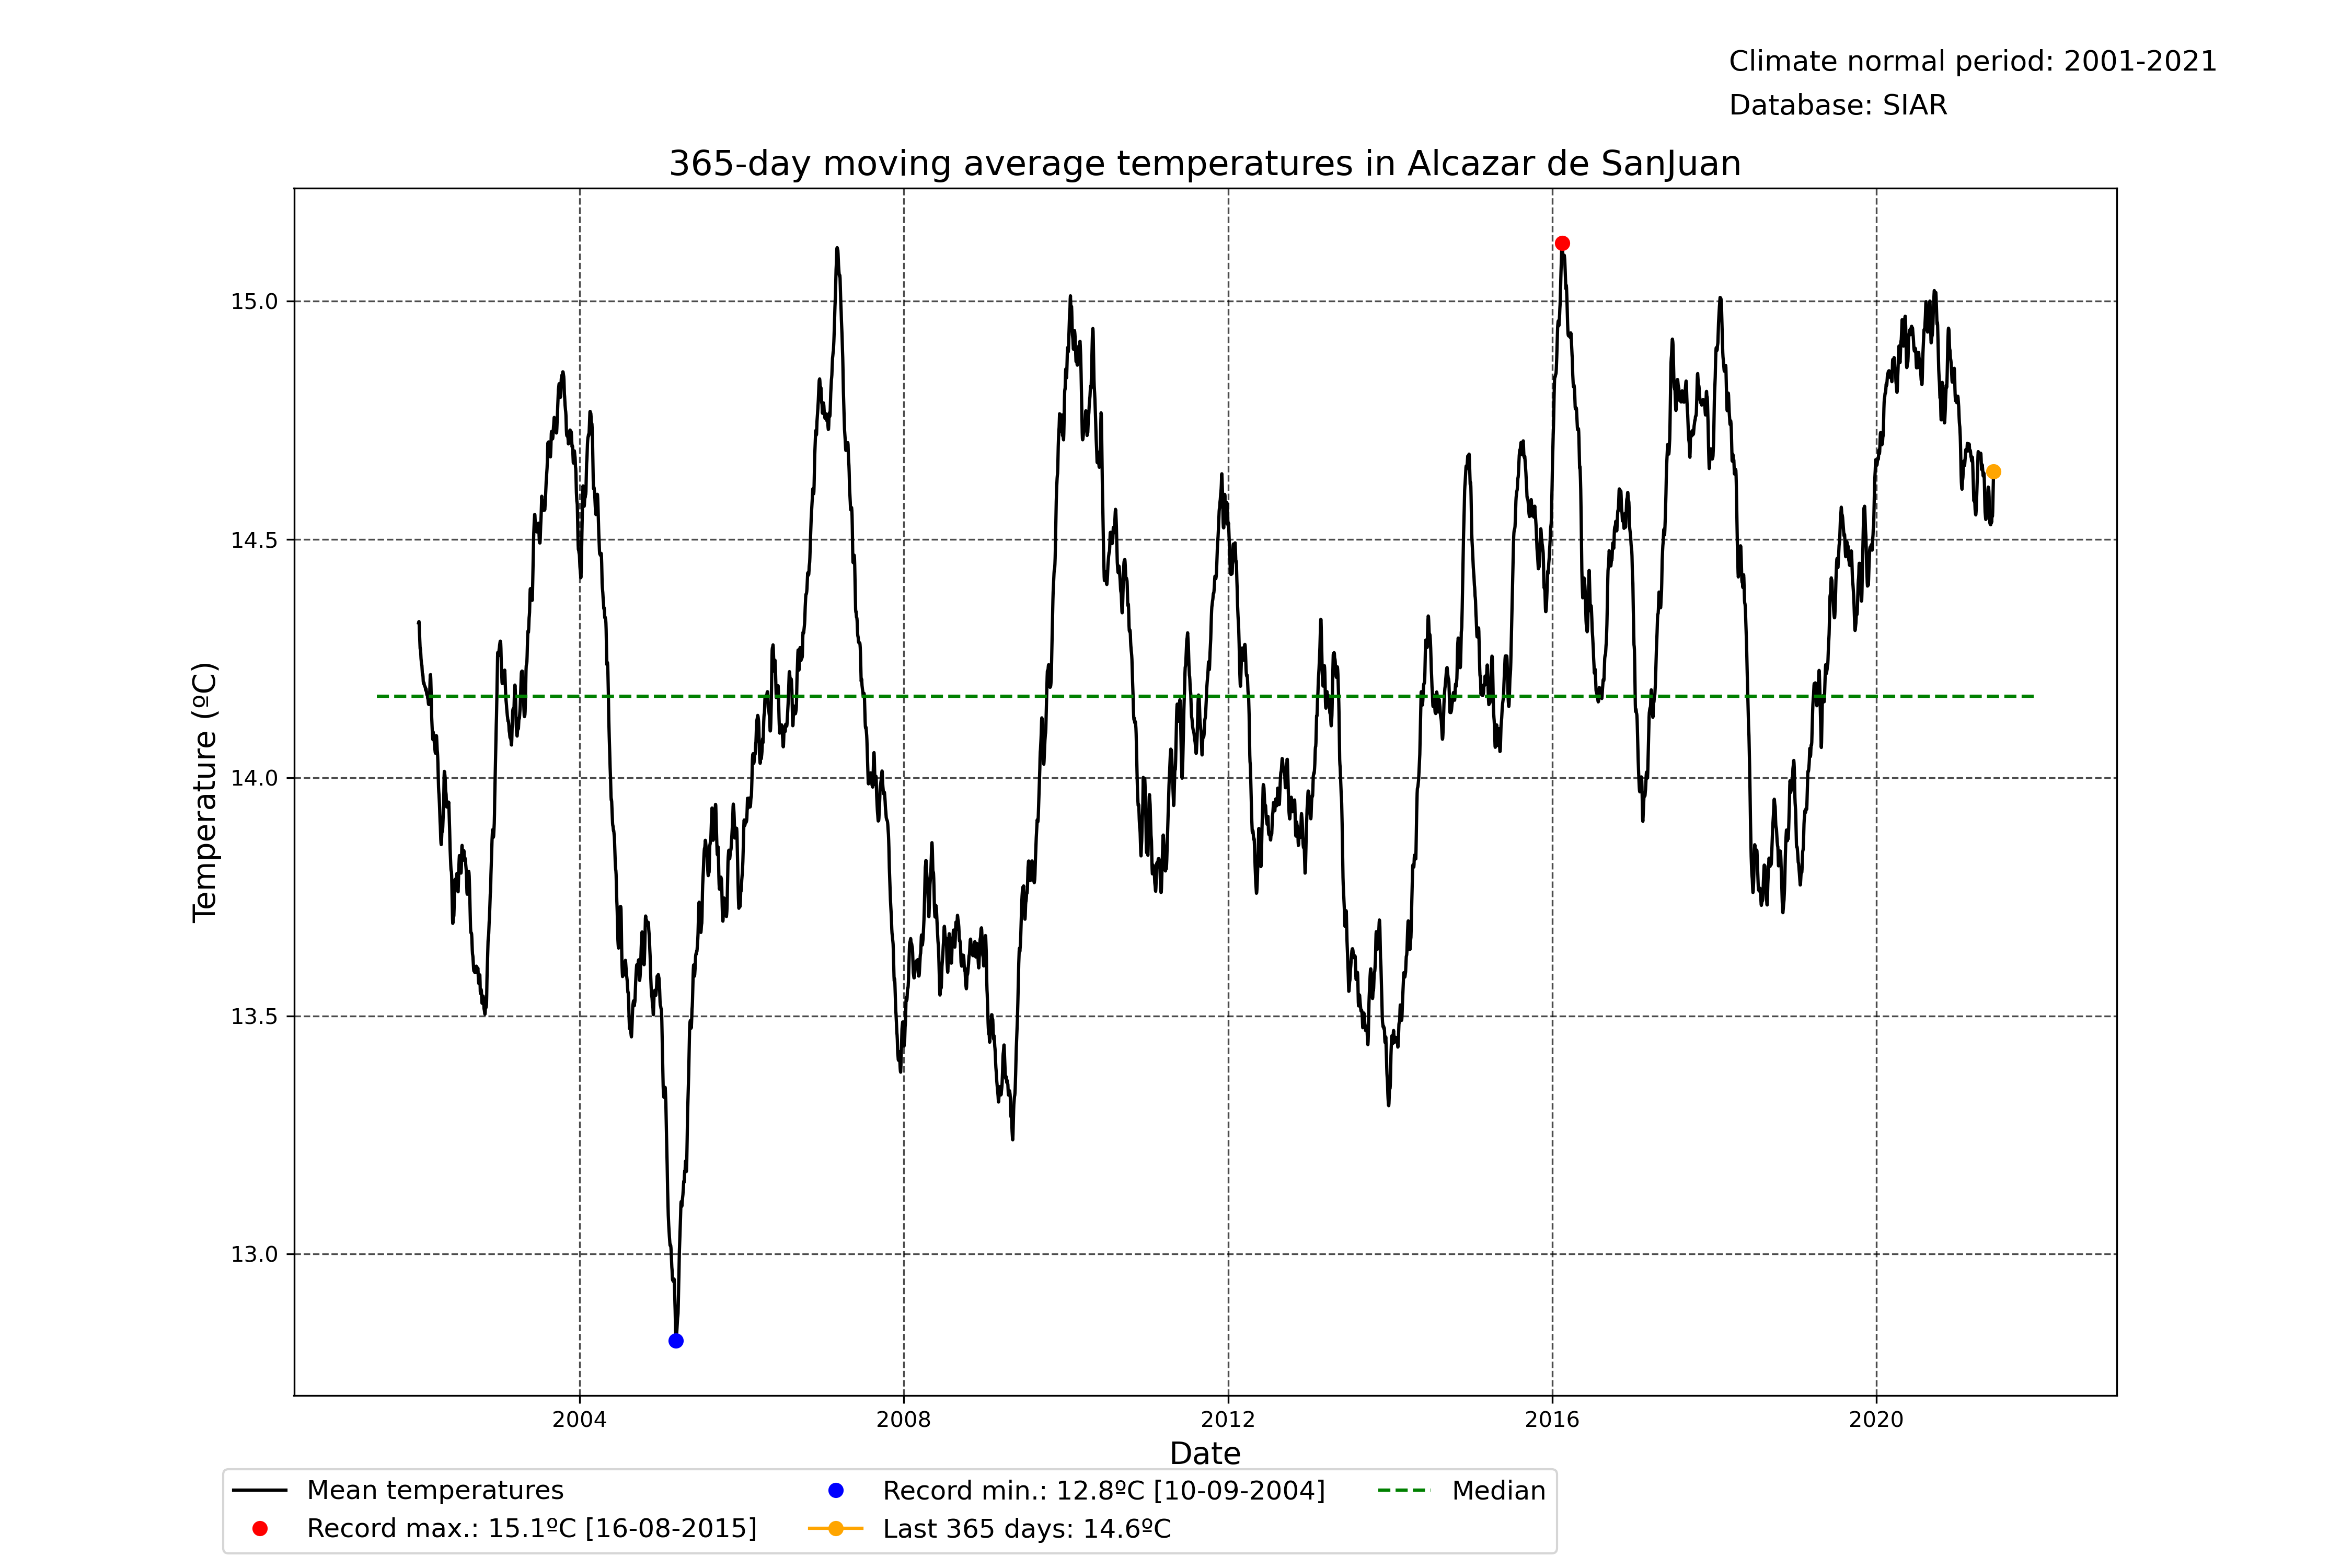 Climate normal period: 2001-2021
Database: SIAR
365-day moving average temperatures in Alcazar de SanJuan
Temperature (ºC)
15.0
14.5
14.0
13.5
13.0
2004 2008 2012 2016 2020
Date
Mean temperatures
Record max.: 15.1ºC [16-08-2015]
Record min.: 12.8ºC [10-09-2004]
Last 365 days: 14.6ºC
Median